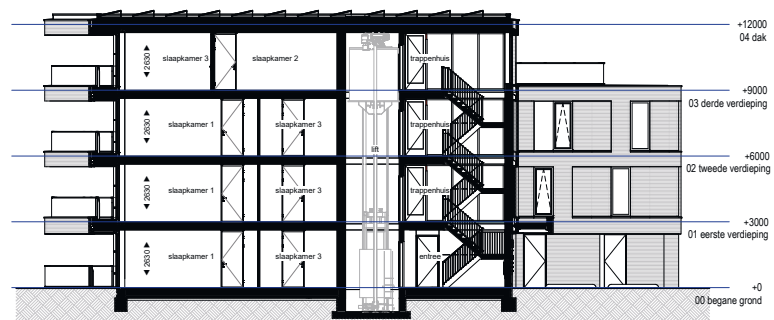 +12000
04 dak
2630
slaapkamer 3
slaapkamer 2
trappenhuis
+9000
03 derde verdieping
2630
slaapkamer 1
slaapkamer 3
trappenhuis
lift
+6000
02 tweede verdieping
2630
slaapkamer 1
slaapkamer 3
trappenhuis
+3000
01 eerste verdieping
2630
slaapkamer 1
slaapkamer 3
entree
+0
00 begane grond